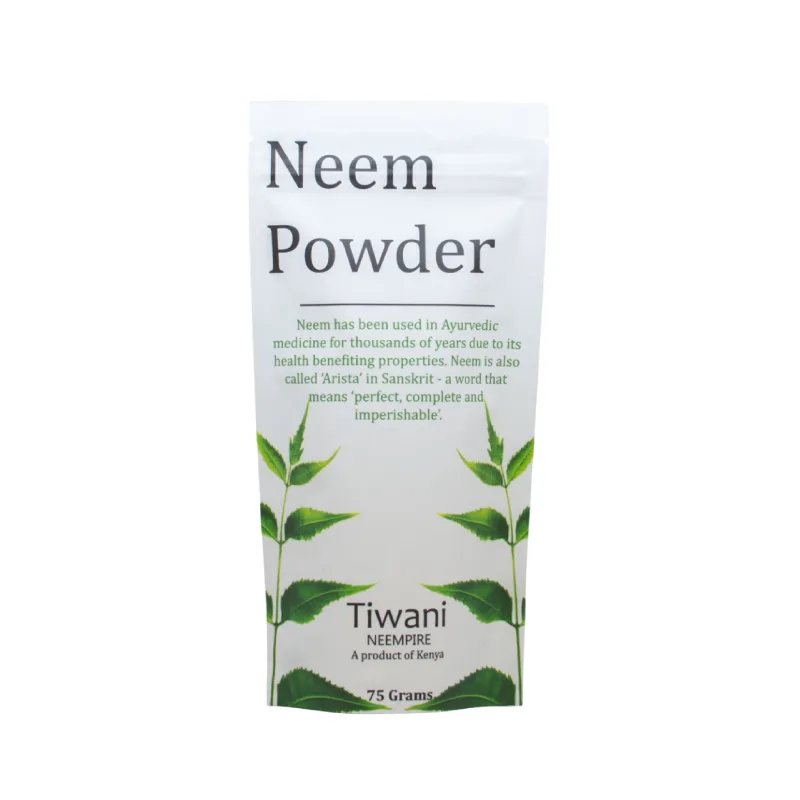 Neem
Powder
Neem has been used in Ayurvedic
medicine for thousands of years due to its
health benefiting properties. Neem is also
called ‘Arista’ in Sanskrit - a word that
means ‘perfect, complete and
imperishable’.
Tiwani
NEEMPIRE
A product of Kenya
75 Grams